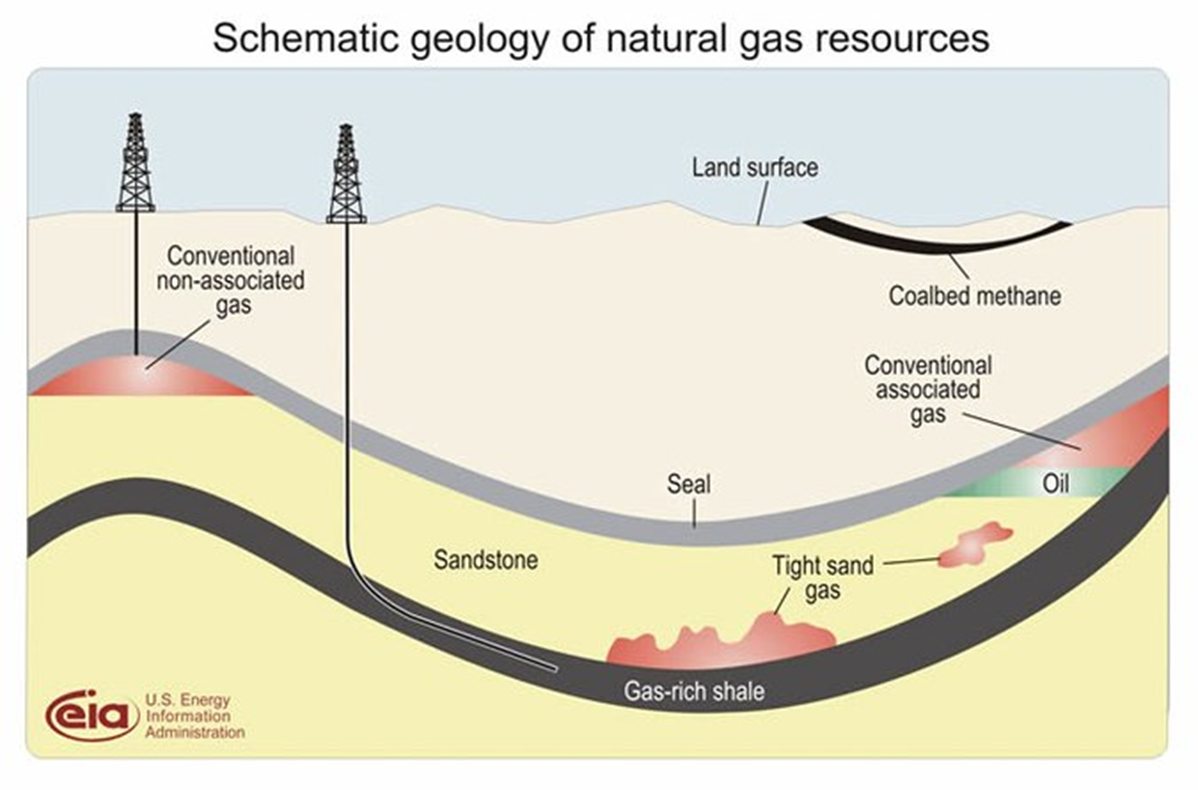 Schematic geology of natural gas resources
Land surface
Conventional
non-associated
gas
Coalbed methane
Conventional
associated
gas
Seal
Oil
Sandstone
Tight sand
gas
Gas-rich shale
eia
U.S. Energy
Information
Administration